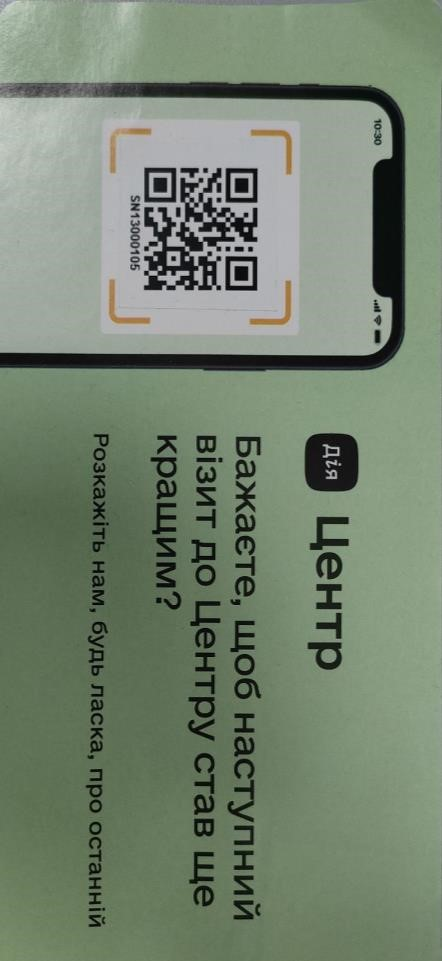 10:30
SN13000105
Дія Центр
Бажаєте, щоб наступний
візит до Центру став ще
кращим?
Розкажіть нам, будь ласка, про останній